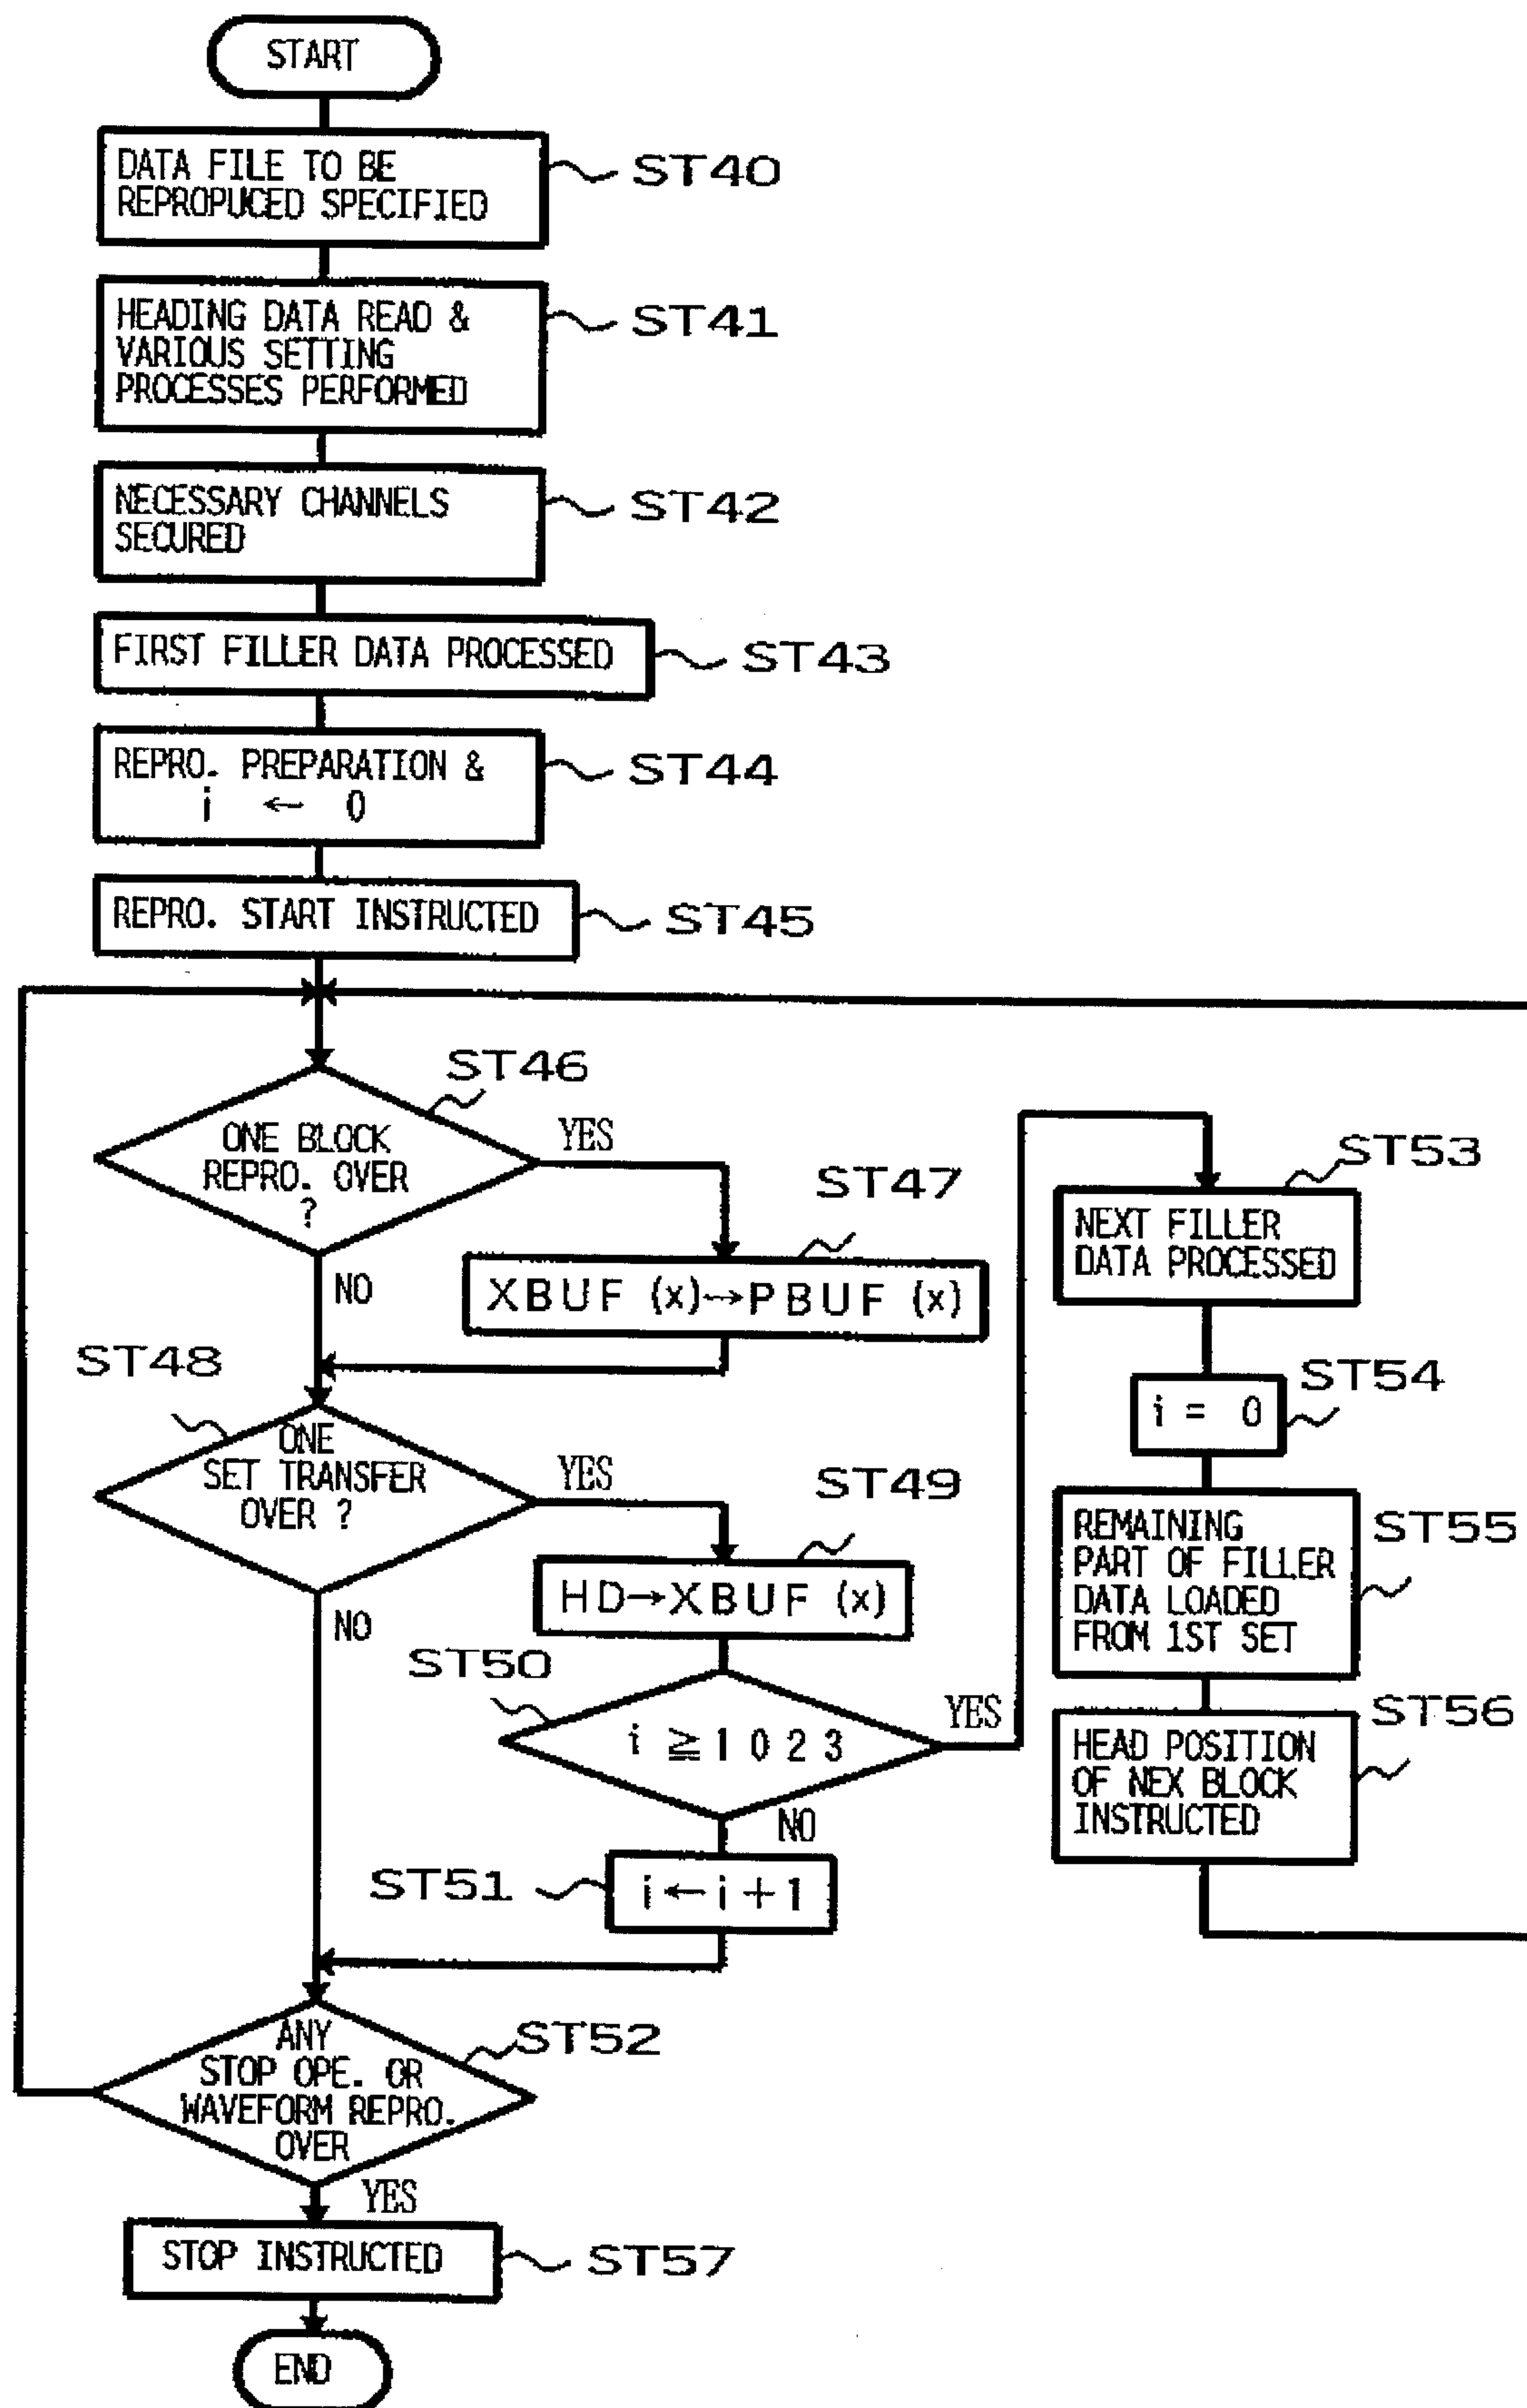 START
DATA FILE TO BE
REPROPUCED SPECIFIED
ST40
HEADING DATA READ &
VARIOUS SETTING
PROCESSES PERFORMED
ST41
NECESSARY CHANNELS
SECURED
ST42
FIRST FILLER DATA PROCESSED
ST43
REPRO. PREPARATION &
i ← 0
ST44
REPRO. START INSTRUCTED
ST45
ST46
ONE BLOCK
REPRO. OVER
?
YES
NO
ST47
XBUF (x)↔PBUF (x)
ST48
ONE
SET TRANSFER
OVER ?
YES
NO
ST49
HD→XBUF (x)
ST50
i ≧ 1023
YES
NO
ST51
i←i+1
ST52
ANY
STOP OPE. OR
WAVEFORM REPRO.
OVER
YES
STOP INSTRUCTED
ST57
END
ST53
NEXT FILLER
DATA PROCESSED
ST54
i = 0
ST55
REMAINING
PART OF FILLER
DATA LOADED
FROM 1ST SET
ST56
HEAD POSITION
OF NEX BLOCK
INSTRUCTED